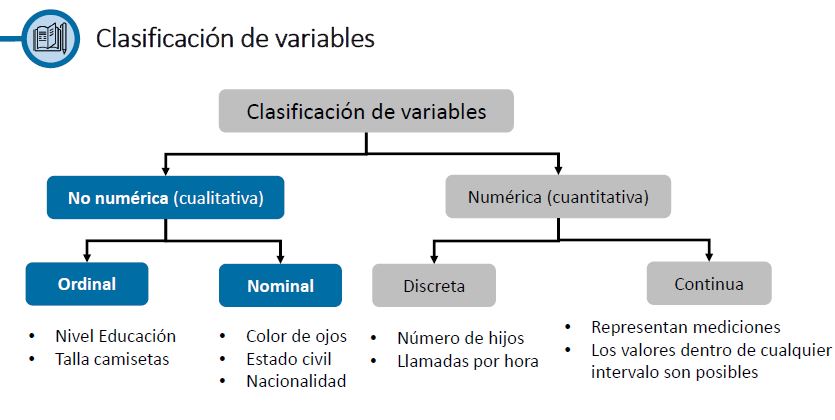 Clasificación de variables
Clasificación de variables
No numérica (cualitativa)
Numérica (cuantitativa)
Ordinal
Nominal
Discreta
Continua
• Nivel Educación
• Talla camisetas
• Color de ojos
• Estado civil
• Nacionalidad
• Número de hijos
• Llamadas por hora
• Representan mediciones
• Los valores dentro de cualquier
intervalo son posibles